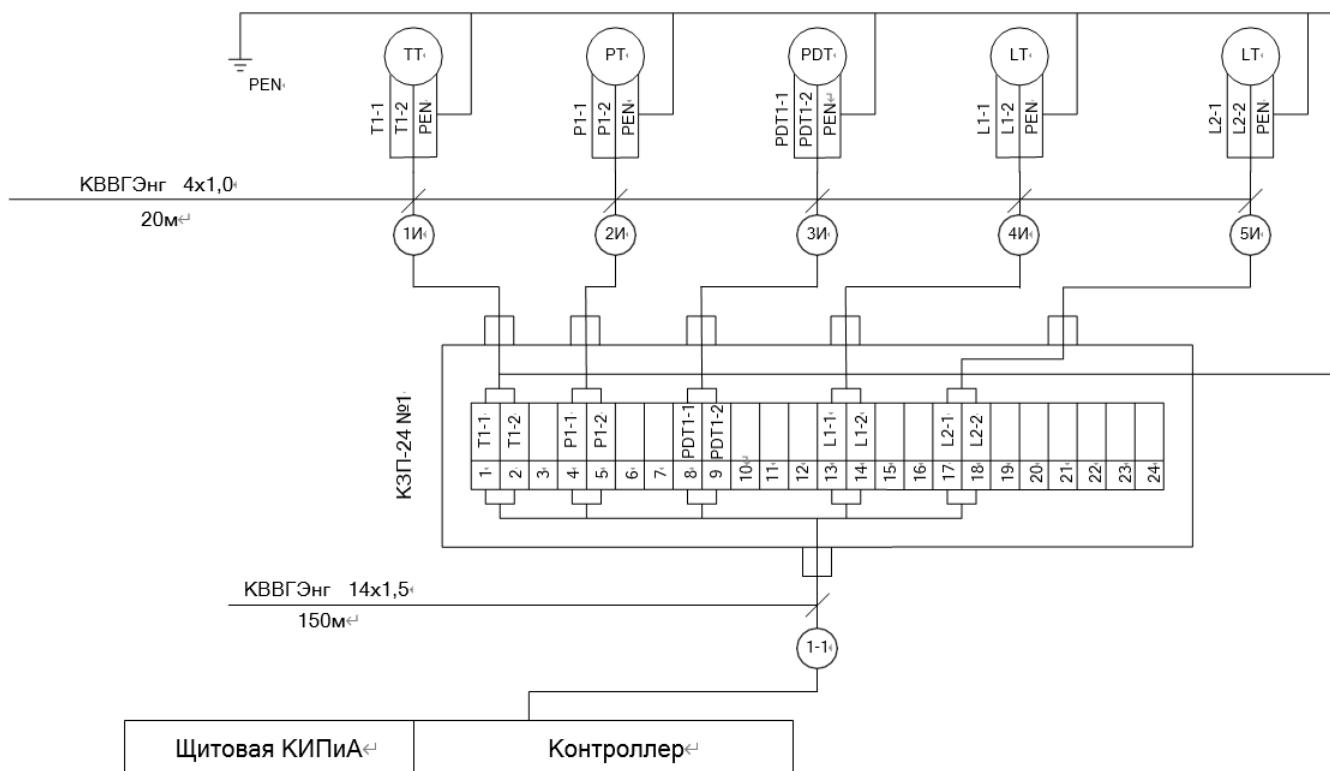 PEN
TT
PT
PDT
LT
LT
T1-1
T1-2
PEN
P1-1
P1-2
PEN
PDT1-1
PDT1-2
PEN
L1-1
L1-2
PEN
L2-1
L2-2
PEN
КВВГЭнг 4х1,0
20м
1И
2И
3И
4И
5И
КЗП-24 №1
T1-1
T1-2
P1-1
P1-2
PDT1-1
PDT1-2
L1-1
L1-2
L2-1
L2-2
1
2
3
4
5
6
7
8
9
10
11
12
13
14
15
16
17
18
19
20
21
22
23
24
КВВГЭнг 14х1,5
150м
1-1
Щитовая КИПиА
Контроллер